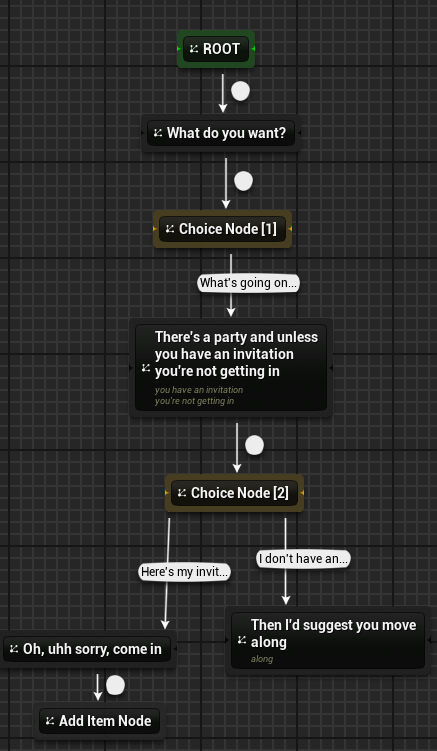 ROOT
What do you want?
Choice Node [1]
What's going on...
There's a party and unless
you have an invitation
you're not getting in
you have an invitation
you're not getting in
Choice Node [2]
Here's my invit...
I don't have an...
Oh, uhh sorry, come in
Then I'd suggest you move
along
along
Add Item Node